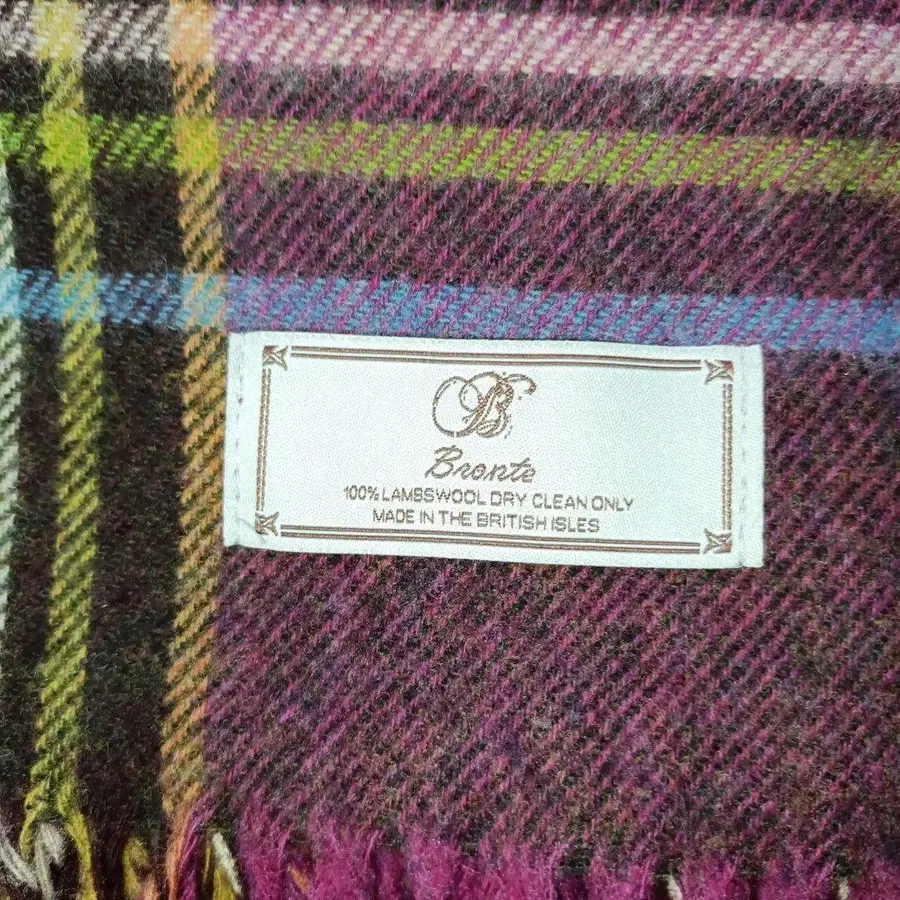 B
Bronte
100% LAMBSWOOL DRY CLEAN ONLY
MADE IN THE BRITISH ISLES